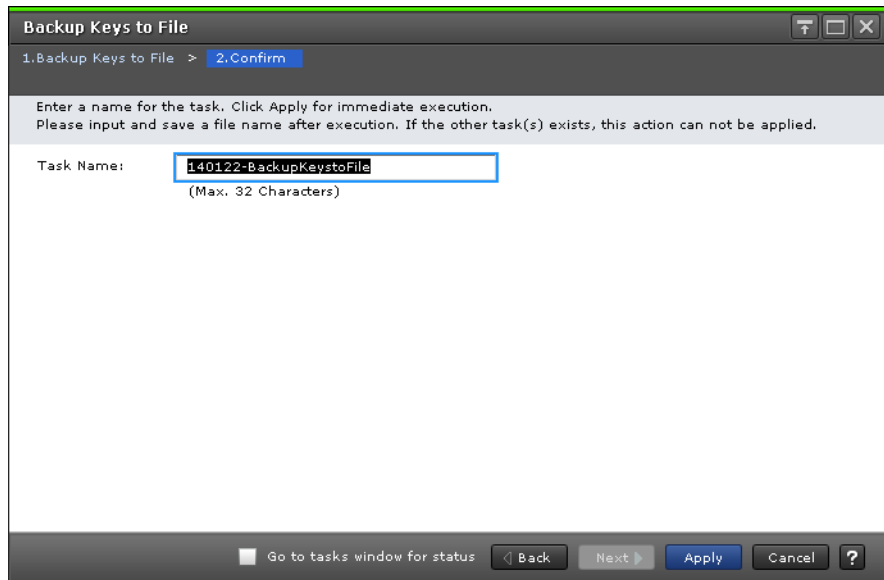 Backup Keys to File
1.Backup Keys to File > 2.Confirm
Enter a name for the task. Click Apply for immediate execution.
Please input and save a file name after execution. If the other task(s) exists, this action can not be applied.
Task Name: 140122-BackupKeystoFile
(Max. 32 Characters)
Go to tasks window for status Back Next Apply Cancel ?